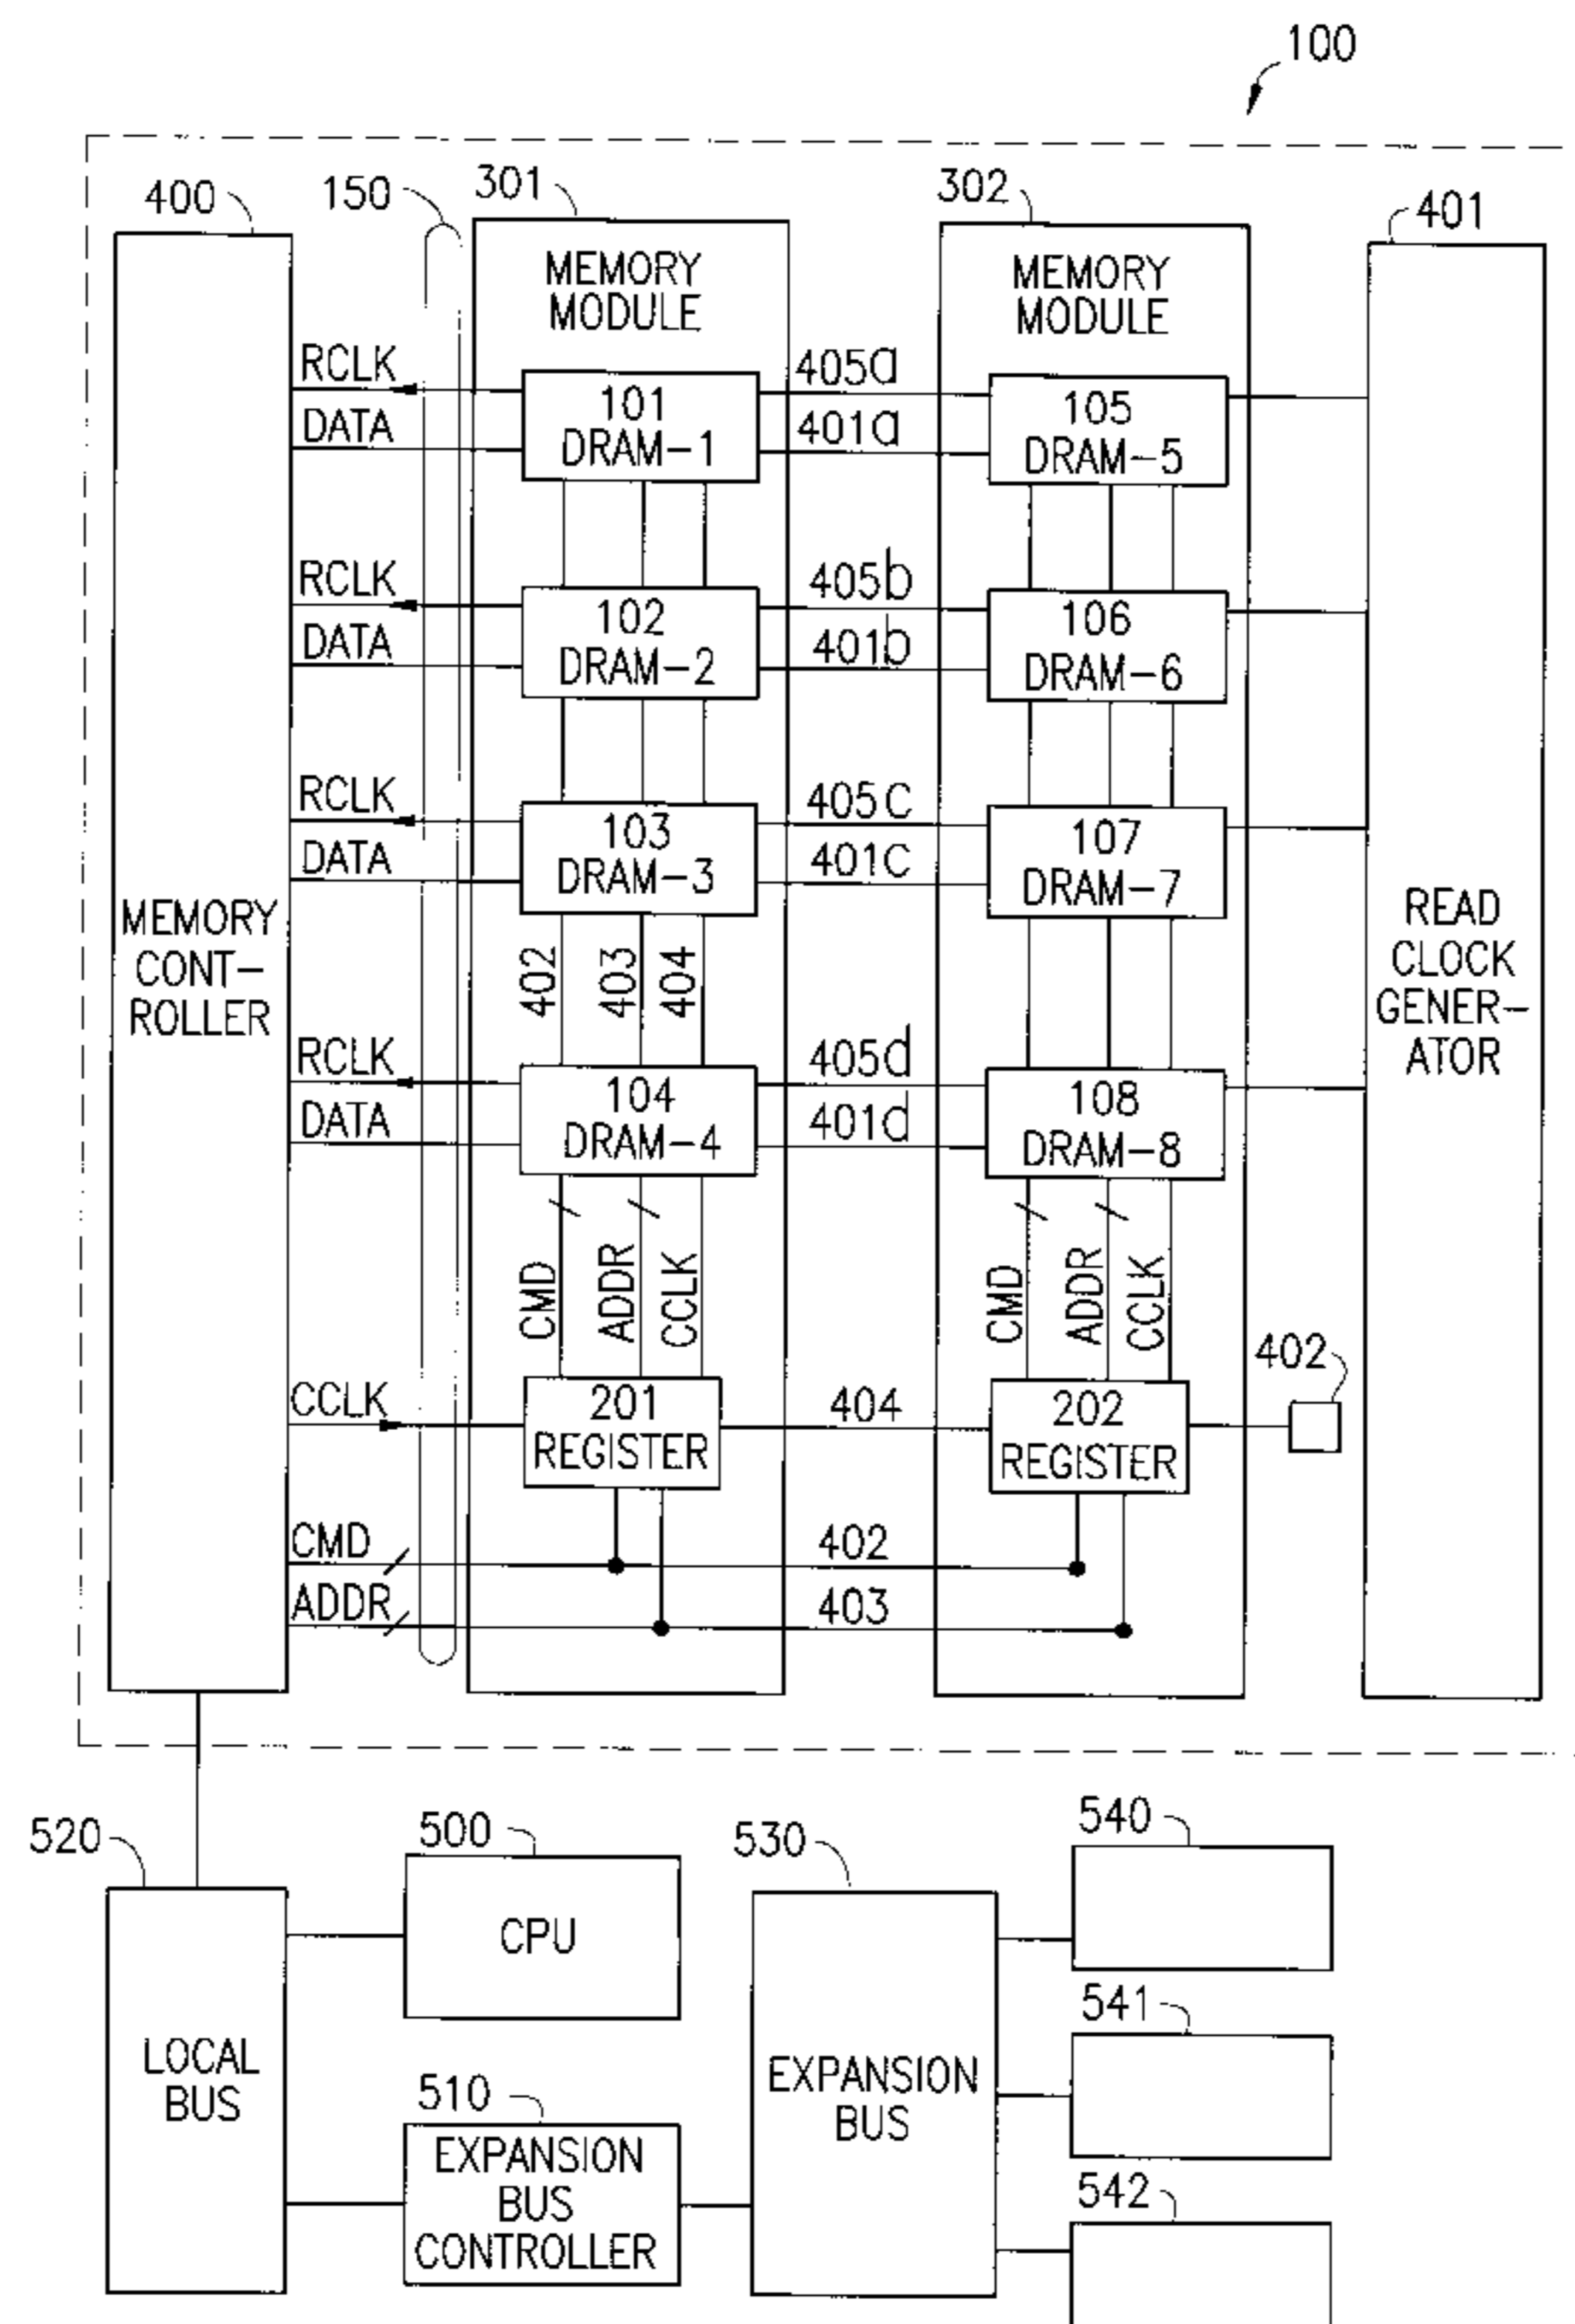 100
400
150
301
302
401
MEMORY
MODULE
MEMORY
MODULE
RCLK
405a
DATA
401a
101
DRAM-1
105
DRAM-5
RCLK
405b
DATA
401b
102
DRAM-2
106
DRAM-6
RCLK
405c
DATA
401c
103
DRAM-3
107
DRAM-7
MEMORY
CONT-
ROLLER
READ
CLOCK
GENER-
ATOR
402
403
404
RCLK
405d
DATA
401d
104
DRAM-4
108
DRAM-8
CMD
ADDR
CCLK
CMD
ADDR
CCLK
402
CCLK
201
REGISTER
404
202
REGISTER
CMD
402
ADDR
403
520
500
530
540
CPU
541
LOCAL
BUS
510
EXPANSION
BUS
EXPANSION
BUS
CONTROLLER
542